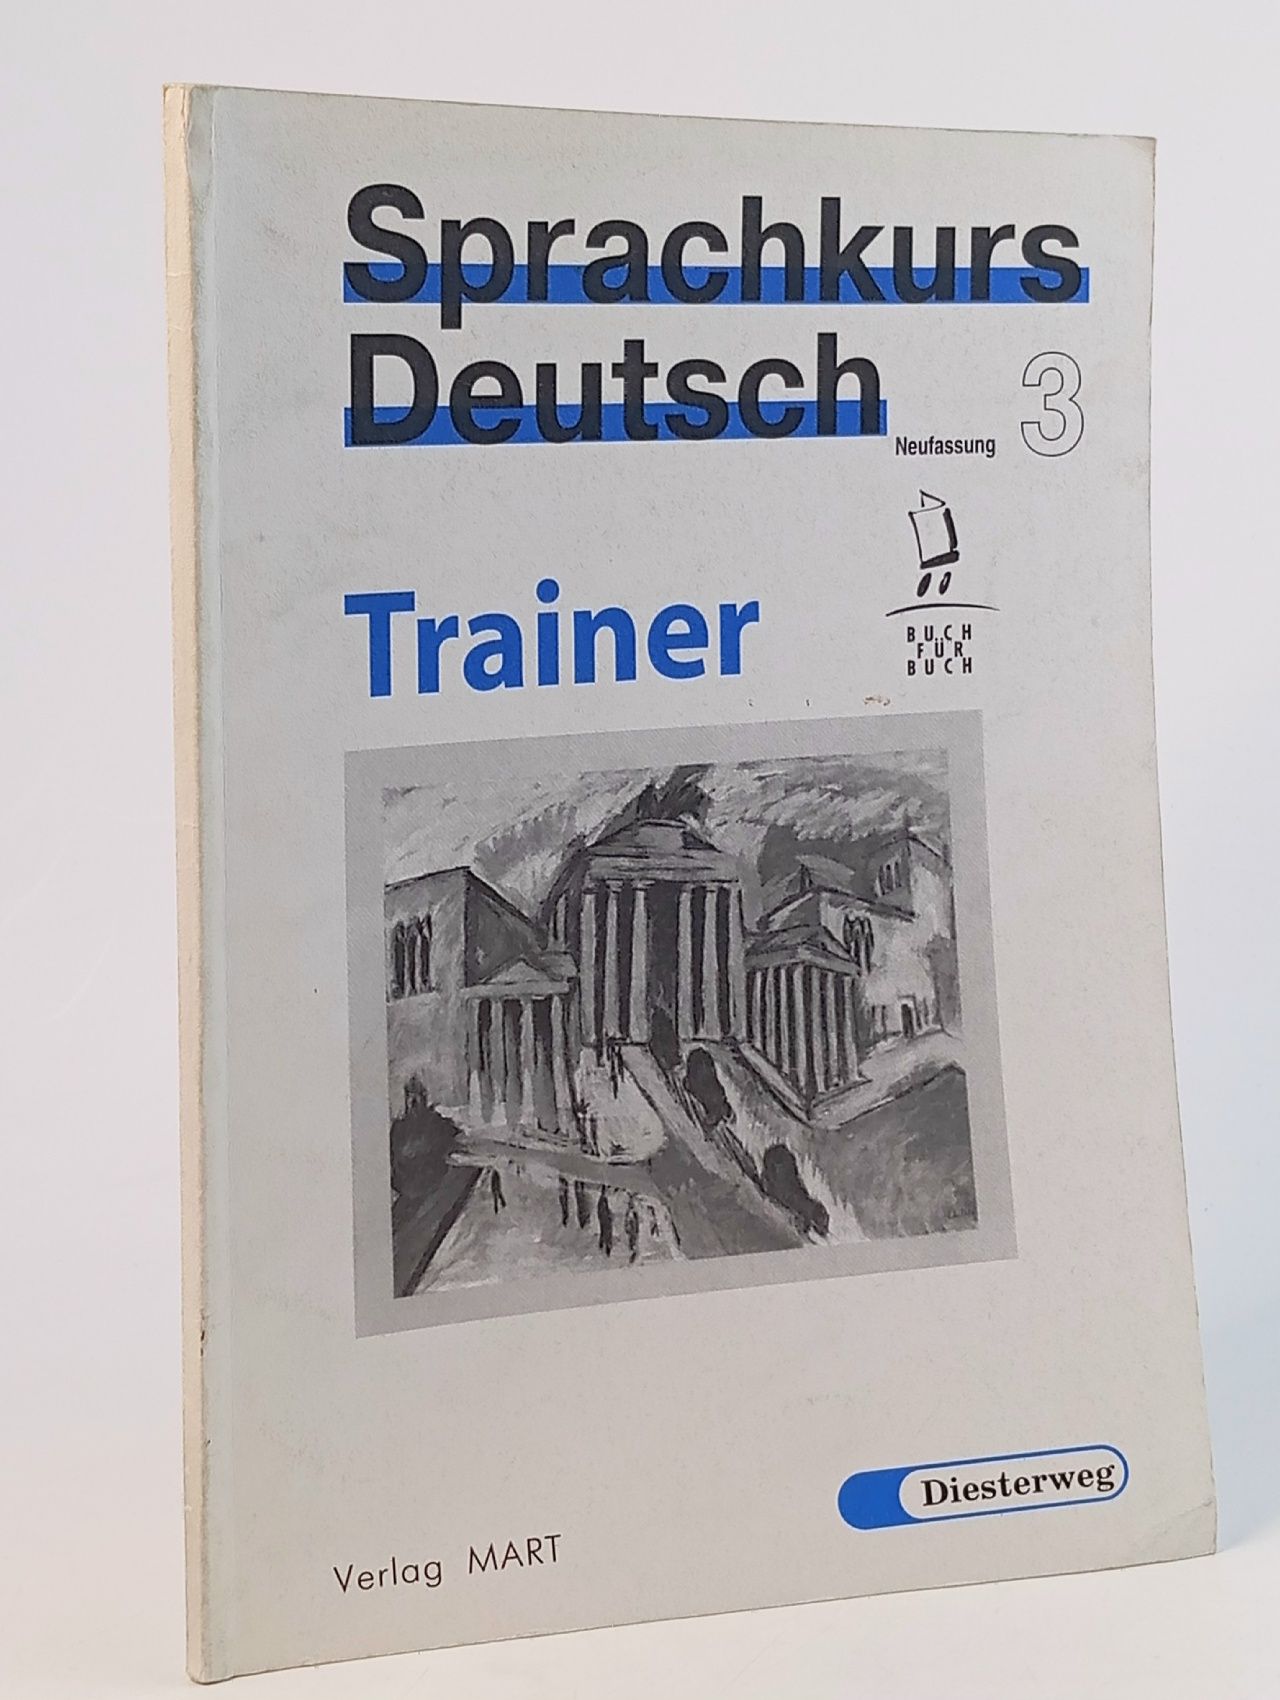 Sprachkurs
Deutsch
Neufassung 3
Trainer
BUCH
FÜR
BUCH
Diesterweg
Verlag MART